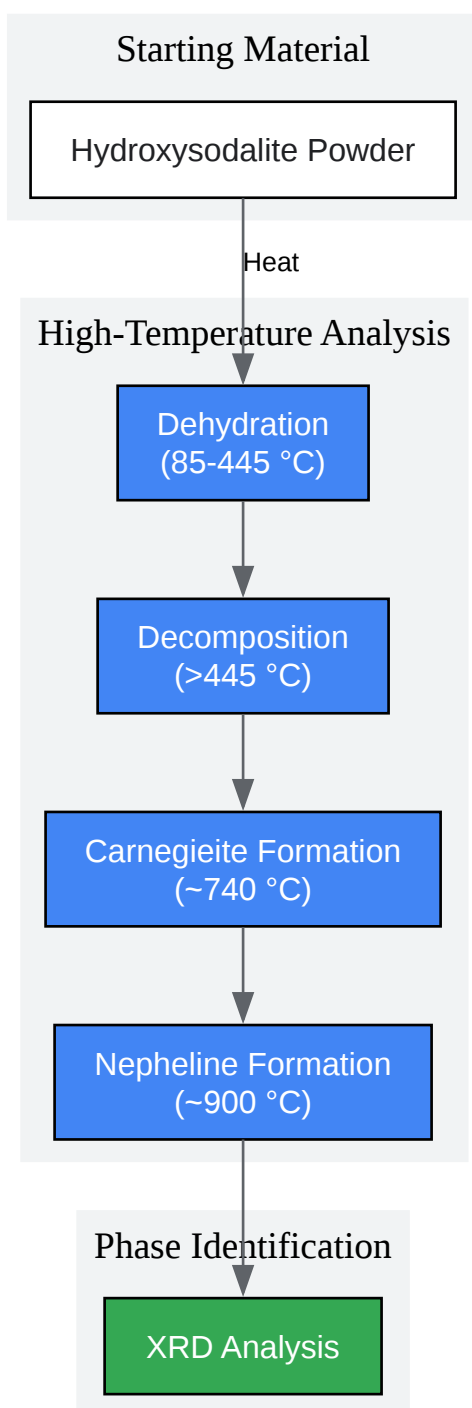 Starting Material
Hydroxysodalite Powder
Heat
High-Temperature Analysis
Dehydration
(85-445 °C)
Decomposition
(>445 °C)
Carnegieite Formation
(~740 °C)
Nepheline Formation
(~900 °C)
Phase Identification
XRD Analysis